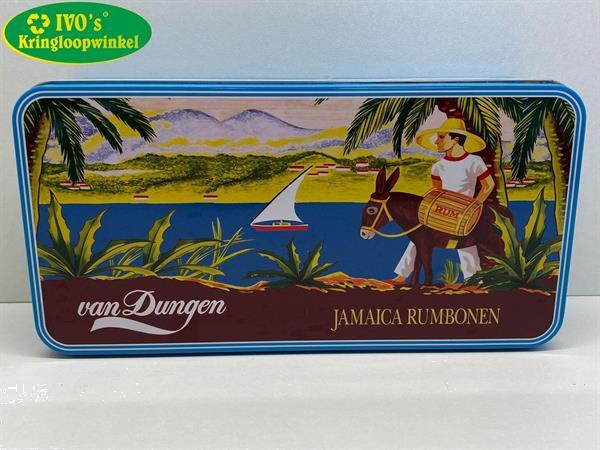 IVO's
Kringloopwinkel
RUM
van Dungen
JAMAICA RUMBONEN